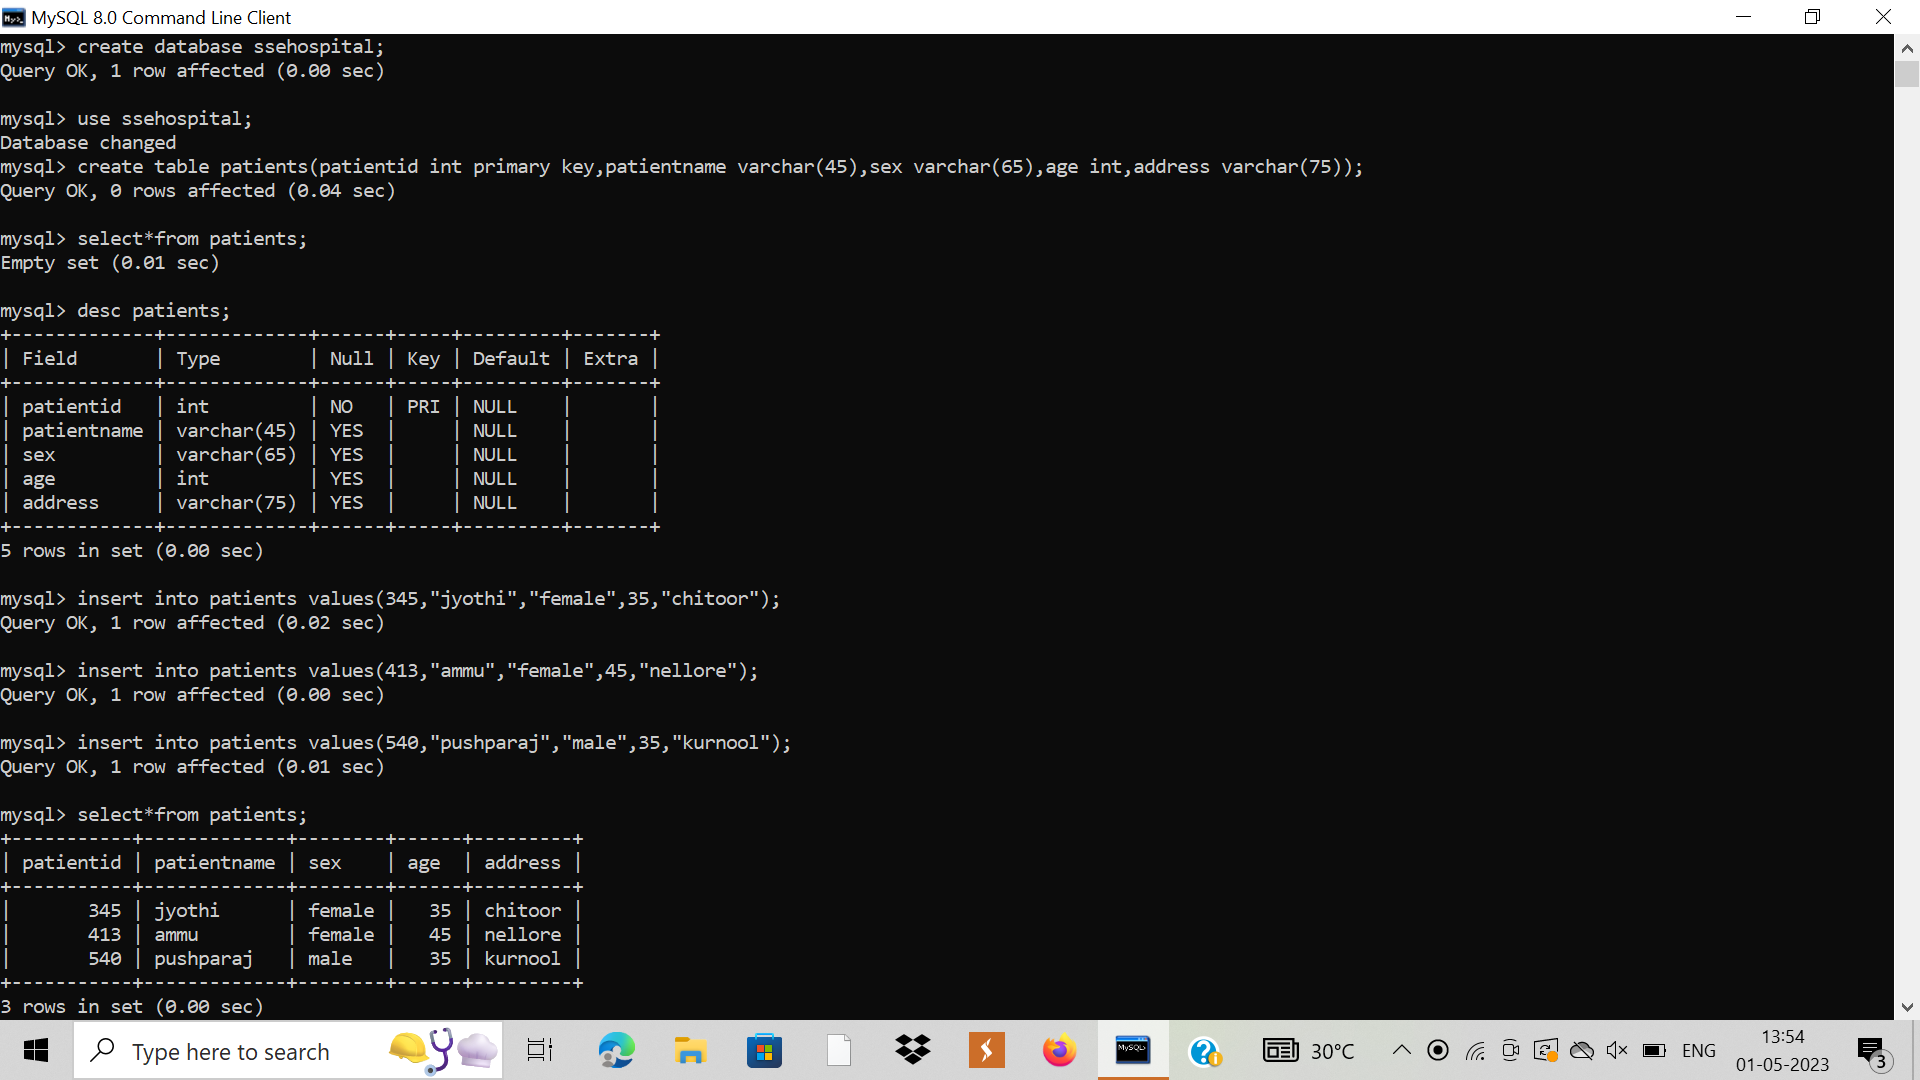 MySQL 8.0 Command Line Client
mysql> create database ssehospital;
Query OK, 1 row affected (0.00 sec)
mysql> use ssehospital;
Database changed
mysql> create table patients(patientid int primary key,patientname varchar(45),sex varchar(65),age int,address varchar(75));
Query OK, 0 rows affected (0.04 sec)
mysql> select*from patients;
Empty set (0.01 sec)
mysql> desc patients;
+-------------+-------------+------+-----+---------+-------+
| Field       | Type        | Null | Key | Default | Extra |
+-------------+-------------+------+-----+---------+-------+
| patientid   | int         | NO   | PRI | NULL    |       |
| patientname | varchar(45) | YES  |     | NULL    |       |
| sex         | varchar(65) | YES  |     | NULL    |       |
| age         | int         | YES  |     | NULL    |       |
| address     | varchar(75) | YES  |     | NULL    |       |
+-------------+-------------+------+-----+---------+-------+
5 rows in set (0.00 sec)
mysql> insert into patients values(345,"jyothi","female",35,"chitoor");
Query OK, 1 row affected (0.02 sec)
mysql> insert into patients values(413,"ammu","female",45,"nellore");
Query OK, 1 row affected (0.00 sec)
mysql> insert into patients values(540,"pushparaj","male",35,"kurnool");
Query OK, 1 row affected (0.01 sec)
mysql> select*from patients;
+-----------+-------------+--------+------+---------+
| patientid | patientname | sex    | age  | address |
+-----------+-------------+--------+------+---------+
|       345 | jyothi      | female |   35 | chitoor |
|       413 | ammu        | female |   45 | nellore |
|       540 | pushparaj   | male   |   35 | kurnool |
+-----------+-------------+--------+------+---------+
3 rows in set (0.00 sec)
Type here to search
MySQL
30°C
ENG
13:54
01-05-2023
3